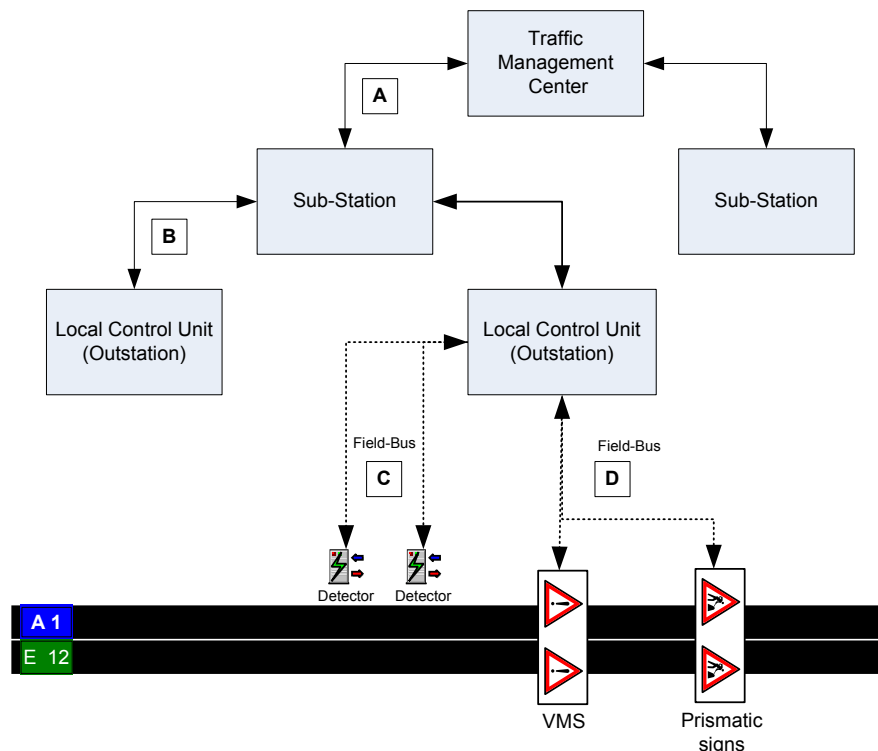 Traffic
Management
Center
A
Sub-Station
Sub-Station
B
Local Control Unit
(Outstation)
Local Control Unit
(Outstation)
Field-Bus
C
Field-Bus
D
Detector
Detector
A 1
E 12
VMS
Prismatic
signs